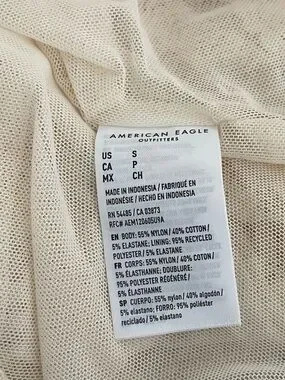 AMERICAN EAGLE
OUTFITTERS
US S
CA P
MX CH
MADE IN INDONESIA / FABRIQUÉ EN
INDONÉSIE / HECHO EN INDONESIA
RN 54485 / CA 03873
RFC# AEM120605U9A
EN BODY: 55% NYLON / 40% COTTON /
5% ELASTANE; LINING: 95% RECYCLED
POLYESTER / 5% ELASTANE
FR CORPS: 55% NYLON / 40% COTON /
5% ÉLASTHANNE; DOUBLURE:
95% POLYESTER RÉGÉNÉRÉ /
5% ÉLASTHANNE
SP CUERPO: 55% nylon / 40% algodón /
5% elastano; FORRO: 95% poliéster
reciclado / 5% elastano